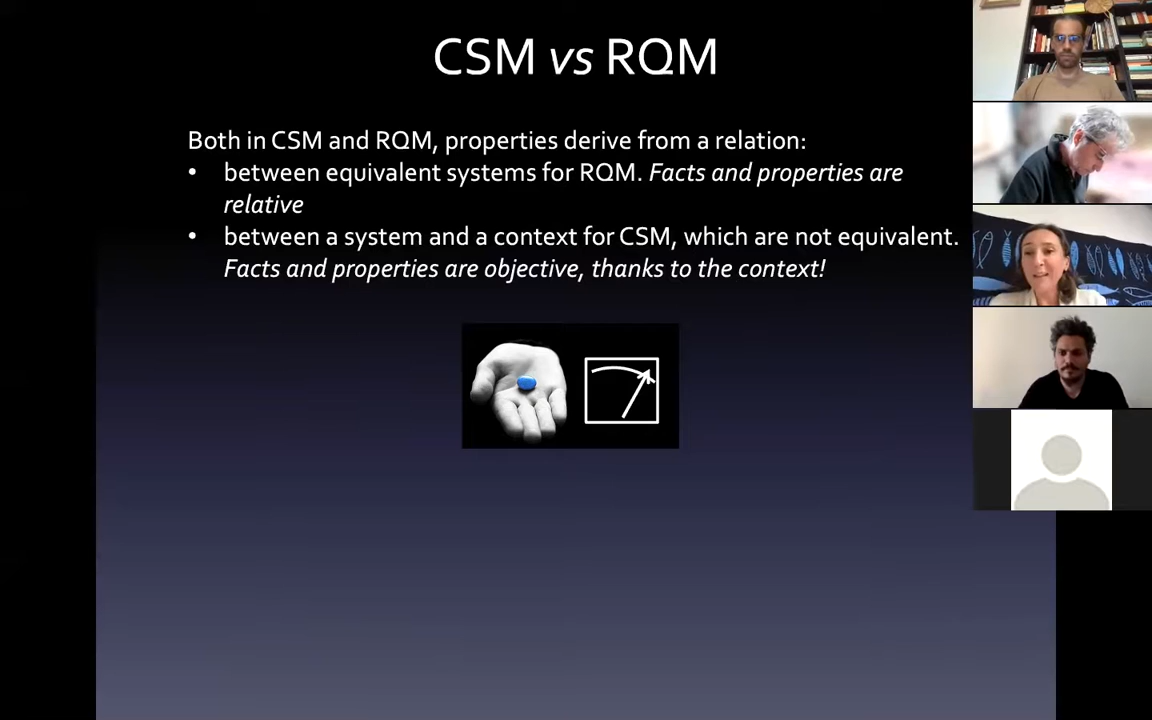 CSM vs RQM
Both in CSM and RQM, properties derive from a relation:
• between equivalent systems for RQM. Facts and properties are
relative
• between a system and a context for CSM, which are not equivalent.
Facts and properties are objective, thanks to the context!